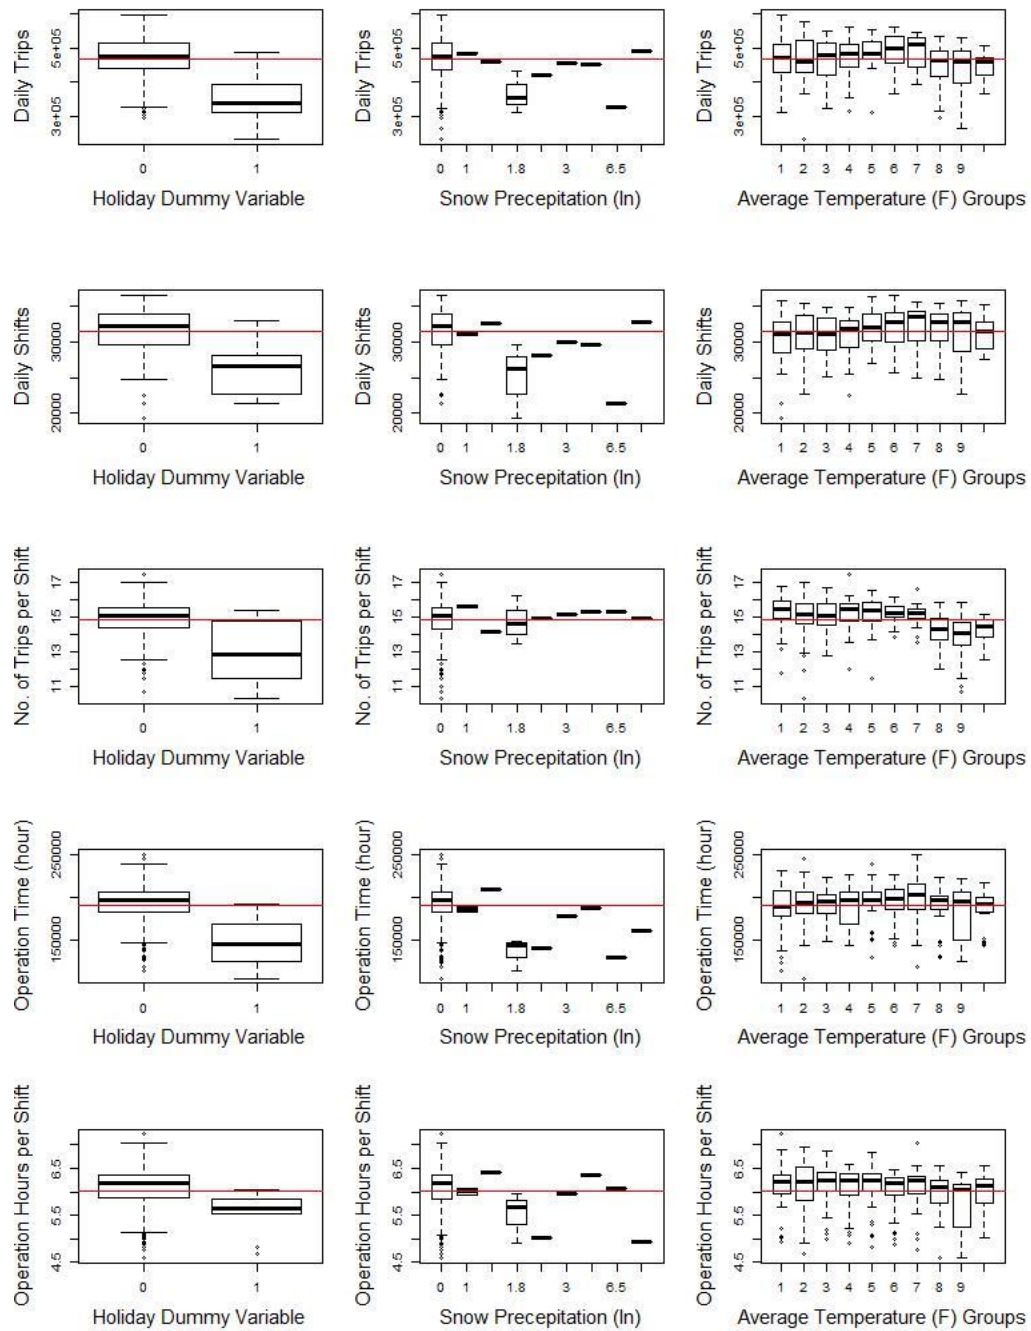 Daily Trips
5e+05
3e+05
0 1
Holiday Dummy Variable
Daily Trips
5e+05
3e+05
0 1 1.8 3 6.5
Snow Precepitation (In)
Daily Trips
5e+05
3e+05
1 2 3 4 5 6 7 8 9
Average Temperature (F) Groups
Daily Shifts
30000
20000
0 1
Holiday Dummy Variable
Daily Shifts
30000
20000
0 1 1.8 3 6.5
Snow Precepitation (In)
Daily Shifts
30000
20000
1 2 3 4 5 6 7 8 9
Average Temperature (F) Groups
No. of Trips per Shift
17
15
13
11
0 1
Holiday Dummy Variable
No. of Trips per Shift
17
15
13
11
0 1 1.8 3 6.5
Snow Precepitation (In)
No. of Trips per Shift
17
15
13
11
1 2 3 4 5 6 7 8 9
Average Temperature (F) Groups
Operation Time (hour)
250000
150000
0 1
Holiday Dummy Variable
Operation Time (hour)
250000
150000
0 1 1.8 3 6.5
Snow Precepitation (In)
Operation Time (hour)
250000
150000
1 2 3 4 5 6 7 8 9
Average Temperature (F) Groups
Operation Hours per Shift
6.5
5.5
4.5
0 1
Holiday Dummy Variable
Operation Hours per Shift
6.5
5.5
4.5
0 1 1.8 3 6.5
Snow Precepitation (In)
Operation Hours per Shift
6.5
5.5
4.5
1 2 3 4 5 6 7 8 9
Average Temperature (F) Groups